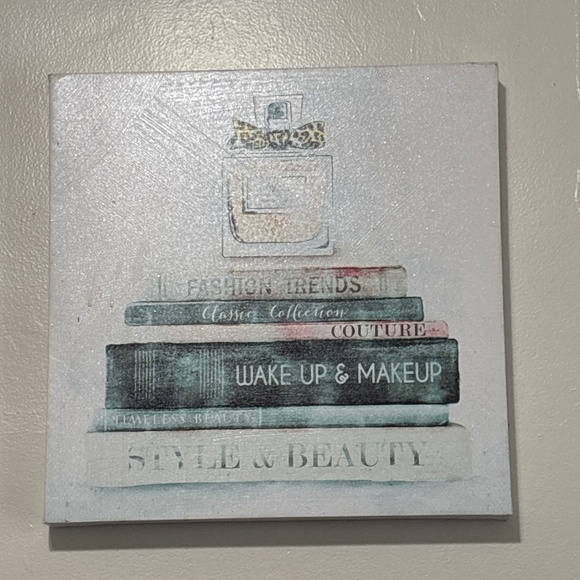 FASHION TRENDS
Classic Collection
COUTURE
WAKE UP & MAKEUP
TIMELESS BEAUTY
STYLE & BEAUTY